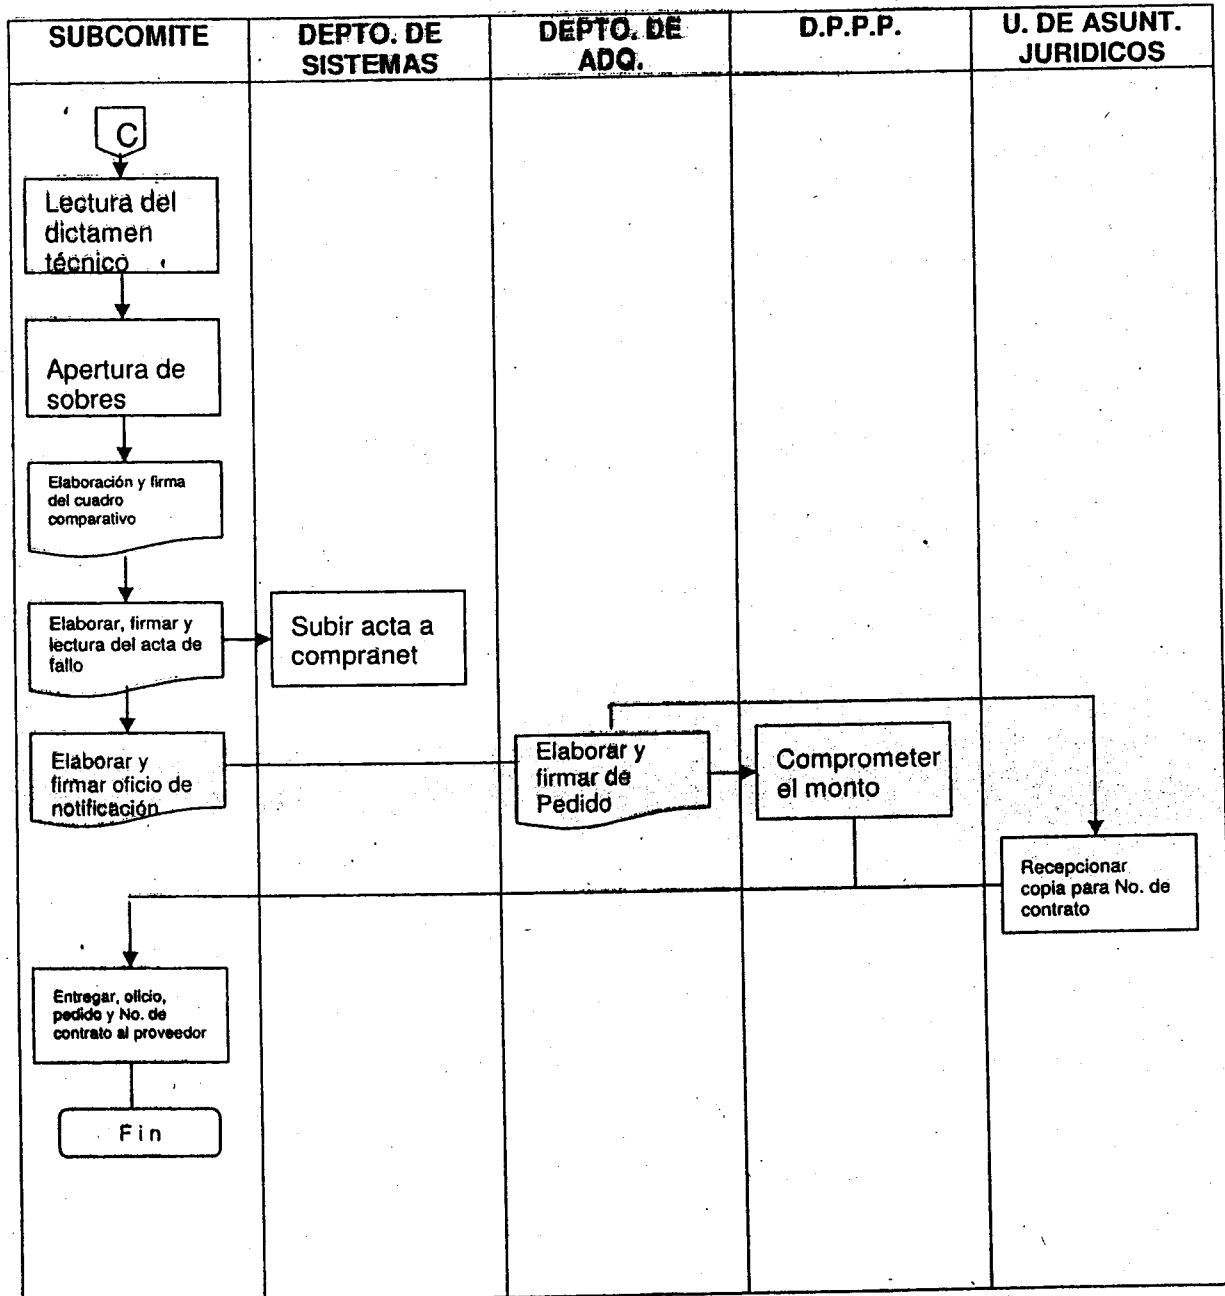 SUBCOMITE
DEPTO. DE
SISTEMAS
DEPTO. DE
ADQ.
D.P.P.P.
U. DE ASUNT.
JURIDICOS
C
Lectura del
dictamen
técnico
Apertura de
sobres
Elaboración y firma
del cuadro
comparativo
Elaborar, firmar y
lectura del acta de
fallo
Subir acta a
compranet
Elaborar y
firmar oficio de
notificación
Elaborar y
firmar de
Pedido
Comprometer
el monto
Recepcionar
copia para No. de
contrato
Entregar, oficio,
pedido y No. de
contrato al proveedor
Fin